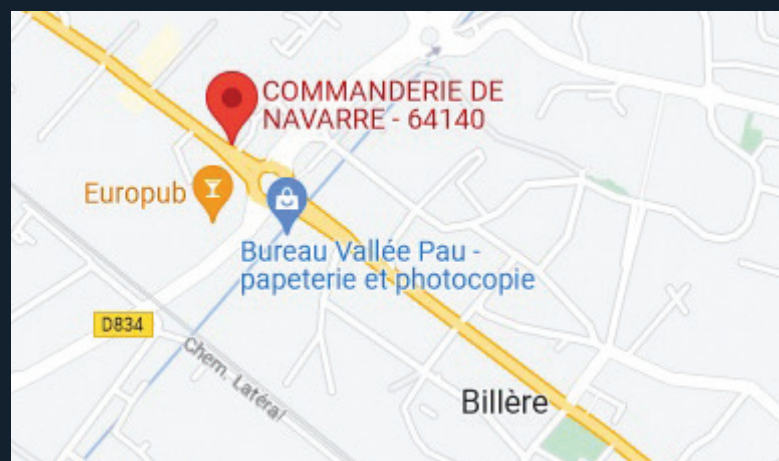 COMMANDERIE DE
NAVARRE - 64140
Europub
Bureau Vallée Pau -
papeterie et photocopie
D834
Chem. Latéral
Billère